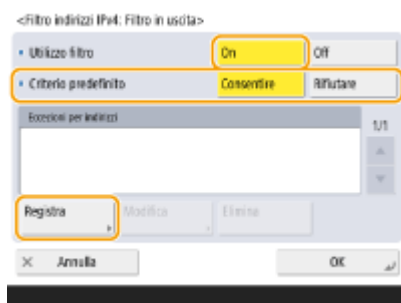 <Filtro indirizzi IPv4: Filtro in uscita>
Utilizzo filtro On Off
Criterio predefinito Consentire Rifiutare
Eccezioni per indirizzi
1/1
Registra Modifica Elimina
× Annulla OK